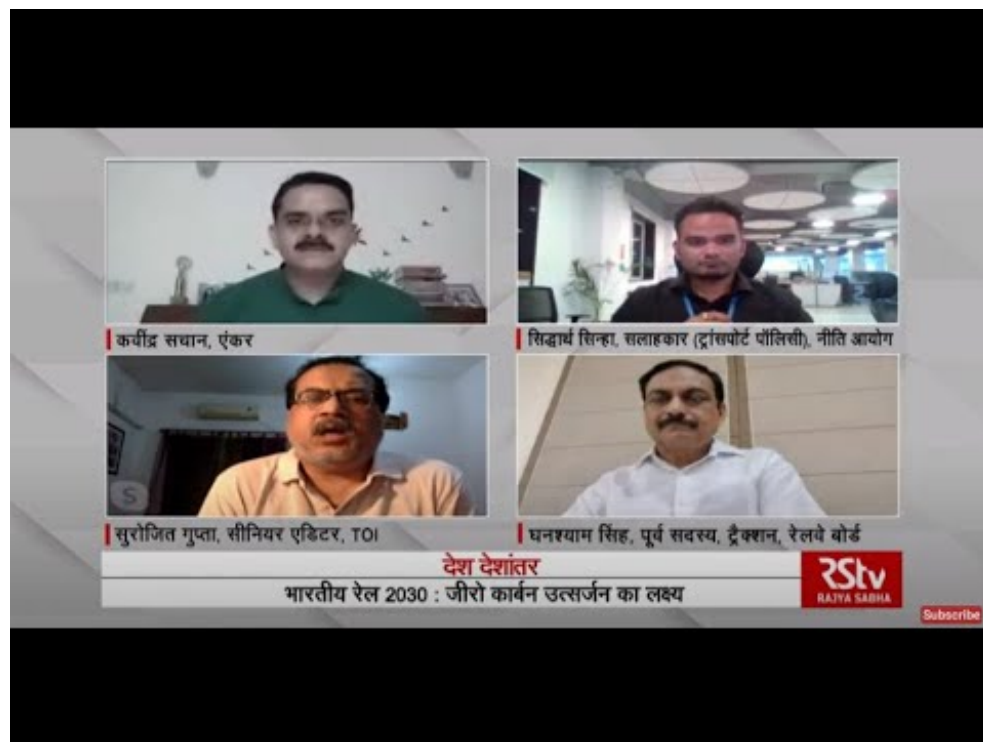 कवींद्र सचान, एंकर
सिद्धार्थ सिन्हा, सलाहकार (ट्रांसपोर्ट पॉलिसी), नीति आयोग
S
सुरोजित गुप्ता, सीनियर एडिटर, TOI
घनश्याम सिंह, पूर्व सदस्य, ट्रैक्शन, रेलवे बोर्ड
देश देशांतर
भारतीय रेल 2030 : जीरो कार्बन उत्सर्जन का लक्ष्य
RStv
RAJYA SABHA
Subscribe